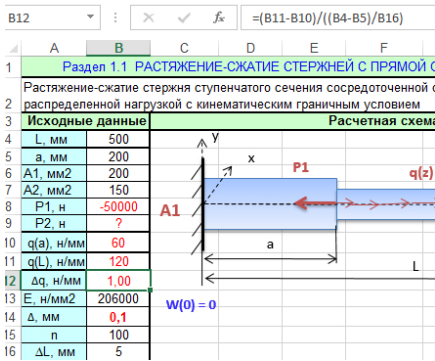 B12 =(B11-B10)/((B4-B5)/B16)
A B C D E F
1 Раздел 1.1 РАСТЯЖЕНИЕ-СЖАТИЕ СТЕРЖНЕЙ С ПРЯМОЙ
Растяжение-сжатие стержня ступенчатого сечения сосредоточенной
2 распределенной нагрузкой с кинематическим граничным условием
3 Исходные данные Расчетная схема
4 L, мм 500
5 a, мм 200
6 A1, мм2 200
7 A2, мм2 150
8 P1, н -50000
9 P2, н ?
10 q(a), н/мм 60
11 q(L), н/мм 120
12 Δq, н/мм 1,00
13 E, н/мм2 206000
14 Δ, мм 0,1
15 n 100
16 ΔL, мм 5
y
x
P1
q(z)
A1
a
L
W(0) = 0